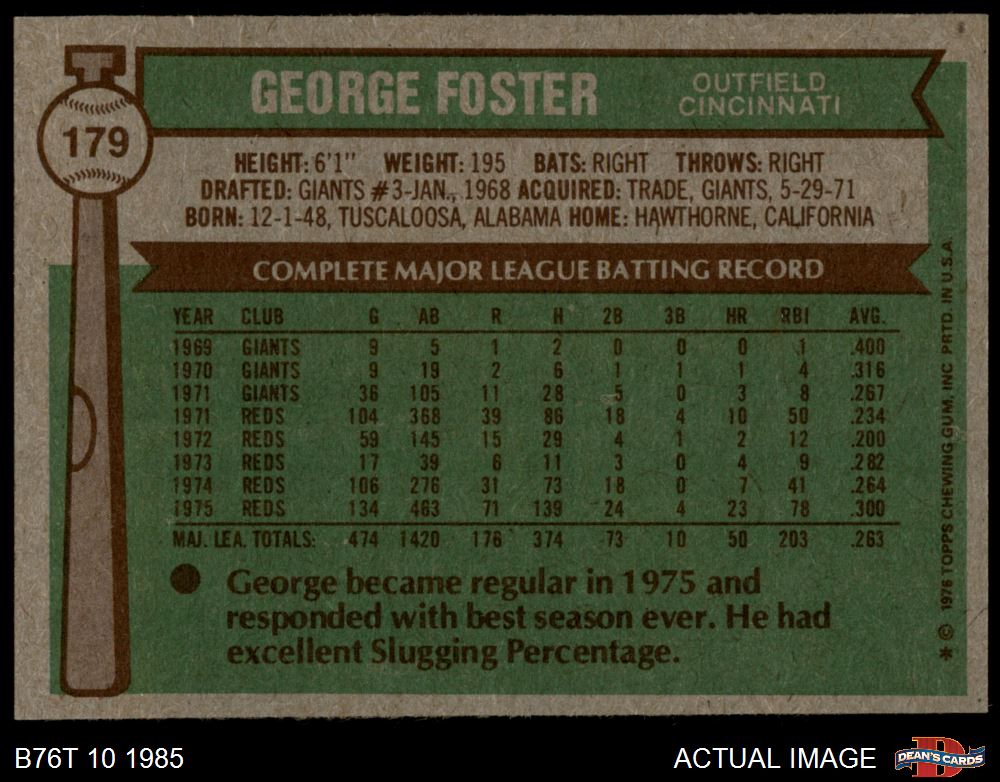 179
GEORGE FOSTER
OUTFIELD
CINCINNATI
HEIGHT: 6'1" WEIGHT: 195 BATS: RIGHT THROWS: RIGHT
DRAFTED: GIANTS #3-JAN., 1968 ACQUIRED: TRADE, GIANTS, 5-29-71
BORN: 12-1-48, TUSCALOOSA, ALABAMA HOME: HAWTHORNE, CALIFORNIA
COMPLETE MAJOR LEAGUE BATTING RECORD
YEAR CLUB G AB R H 2B 3B HR RBI AVG.
1969 GIANTS 9 5 1 2 0 0 0 1 .400
1970 GIANTS 9 19 2 6 1 1 1 4 .316
1971 GIANTS 36 105 11 28 5 0 3 8 .267
1971 REDS 104 368 39 86 18 4 10 50 .234
1972 REDS 59 145 15 29 4 1 2 12 .200
1973 REDS 17 39 6 11 3 0 4 9 .282
1974 REDS 106 276 31 73 18 0 7 41 .264
1975 REDS 134 463 71 139 24 4 23 78 .300
MAJ. LEA. TOTALS: 474 1420 176 374 73 10 50 203 .263
● George became regular in 1975 and
responded with best season ever. He had
excellent Slugging Percentage.
* © 1976 TOPPS CHEWING GUM, INC PRTD. IN U.S.A.
B76T 10 1985
ACTUAL IMAGE
D
DEAN'S CARDS